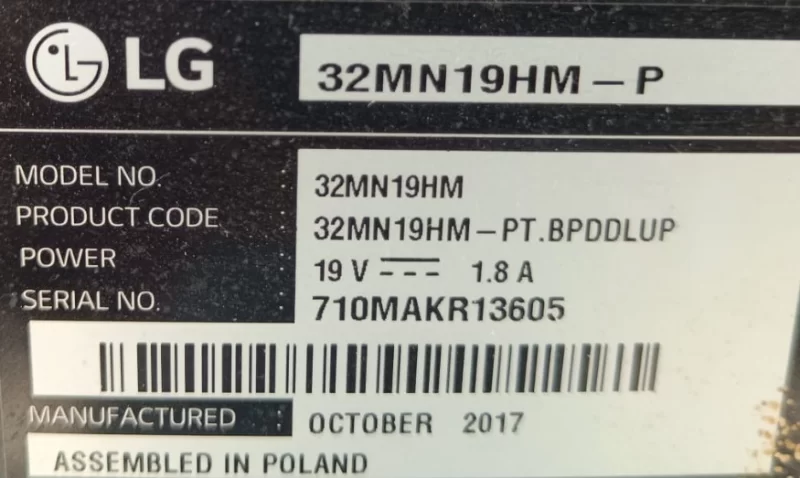 LG 32MN19HM-P
MODEL NO. : 32MN19HM
PRODUCT CODE : 32MN19HM-PT.BPDDLUP
POWER : 19 V ⎓ 1.8 A
SERIAL NO. : 710MAKR13605
MANUFACTURED : OCTOBER 2017
ASSEMBLED IN POLAND